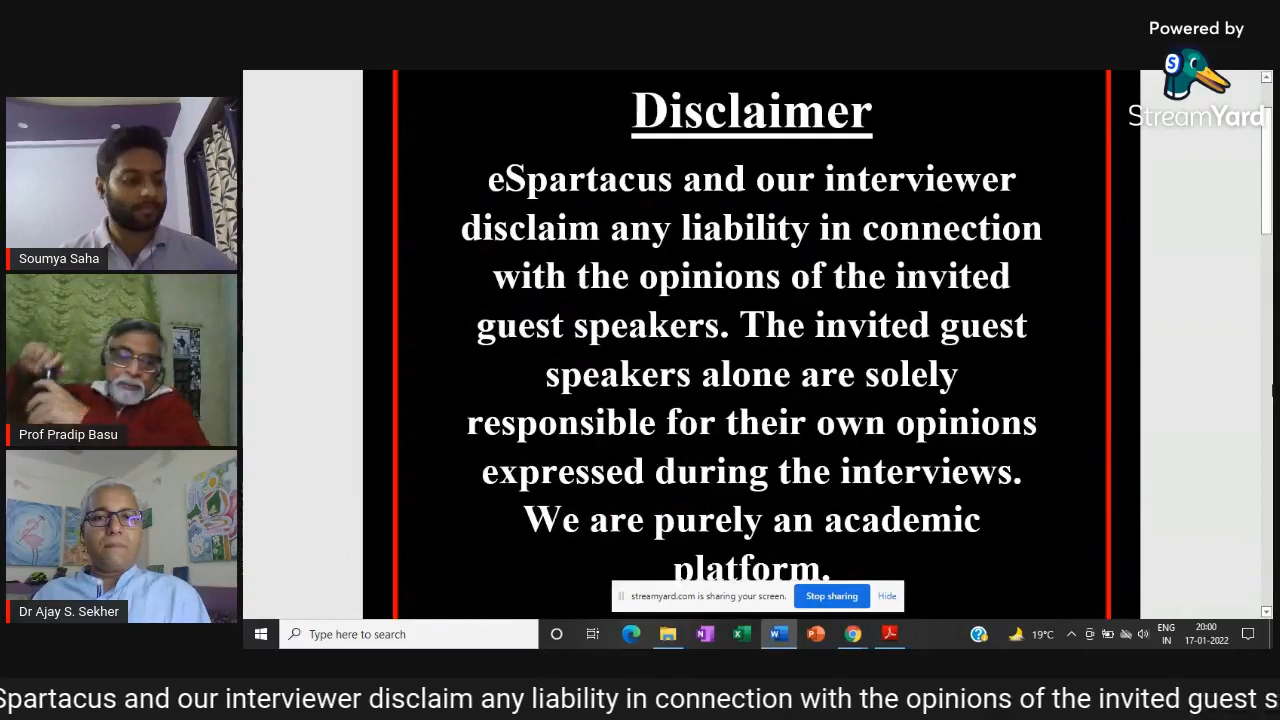 Powered by
StreamYard
Disclaimer
eSpartacus and our interviewer
disclaim any liability in connection
with the opinions of the invited
guest speakers. The invited guest
speakers alone are solely
responsible for their own opinions
expressed during the interviews.
We are purely an academic
platform.
Soumya Saha
Prof Pradip Basu
Dr Ajay S. Sekher
streamyard.com is sharing your screen.
Stop sharing
Hide
Type here to search
19°C
ENG
IN
20:00
17-01-2022
Spartacus and our interviewer disclaim any liability in connection with the opinions of the invited guest s